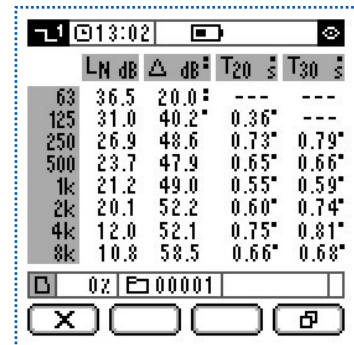 1 13:02
LN dB Δ dB T20 s T30 s
63 36.5 20.0 --- ---
125 31.0 40.2 0.36 ---
250 26.9 48.6 0.73 0.79
500 23.7 47.9 0.65 0.66
1k 21.2 49.0 0.55 0.59
2k 20.1 52.2 0.60 0.74
4k 12.0 52.1 0.75 0.81
8k 10.8 58.5 0.66 0.68
0% 00001
X